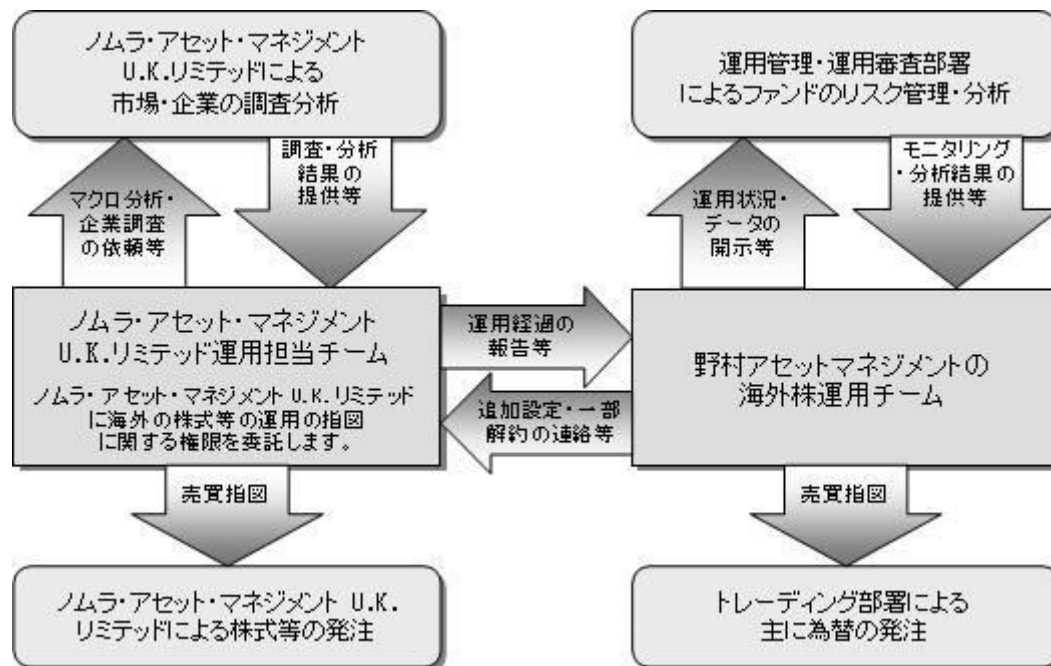 ノムラ・アセット・マネジメント
U.K.リミテッドによる
市場・企業の調査分析
運用管理・運用審査部署
によるファンドのリスク管理・分析
マクロ分析・
企業調査
の依頼等
調査・分析
結果の
提供等
運用状況・
データの
開示等
モニタリング
・分析結果の
提供等
ノムラ・アセット・マネジメント
U.K.リミテッド運用担当チーム
ノムラ・アセット・マネジメント U.K.リミテッド
に海外の株式等の運用の指図
に関する権限を委託します。
運用経過の
報告等
追加設定・一部
解約の連絡等
野村アセットマネジメントの
海外株運用チーム
売買指図
売買指図
ノムラ・アセット・マネジメント U.K.
リミテッドによる株式等の発注
トレーディング部署による
主に為替の発注